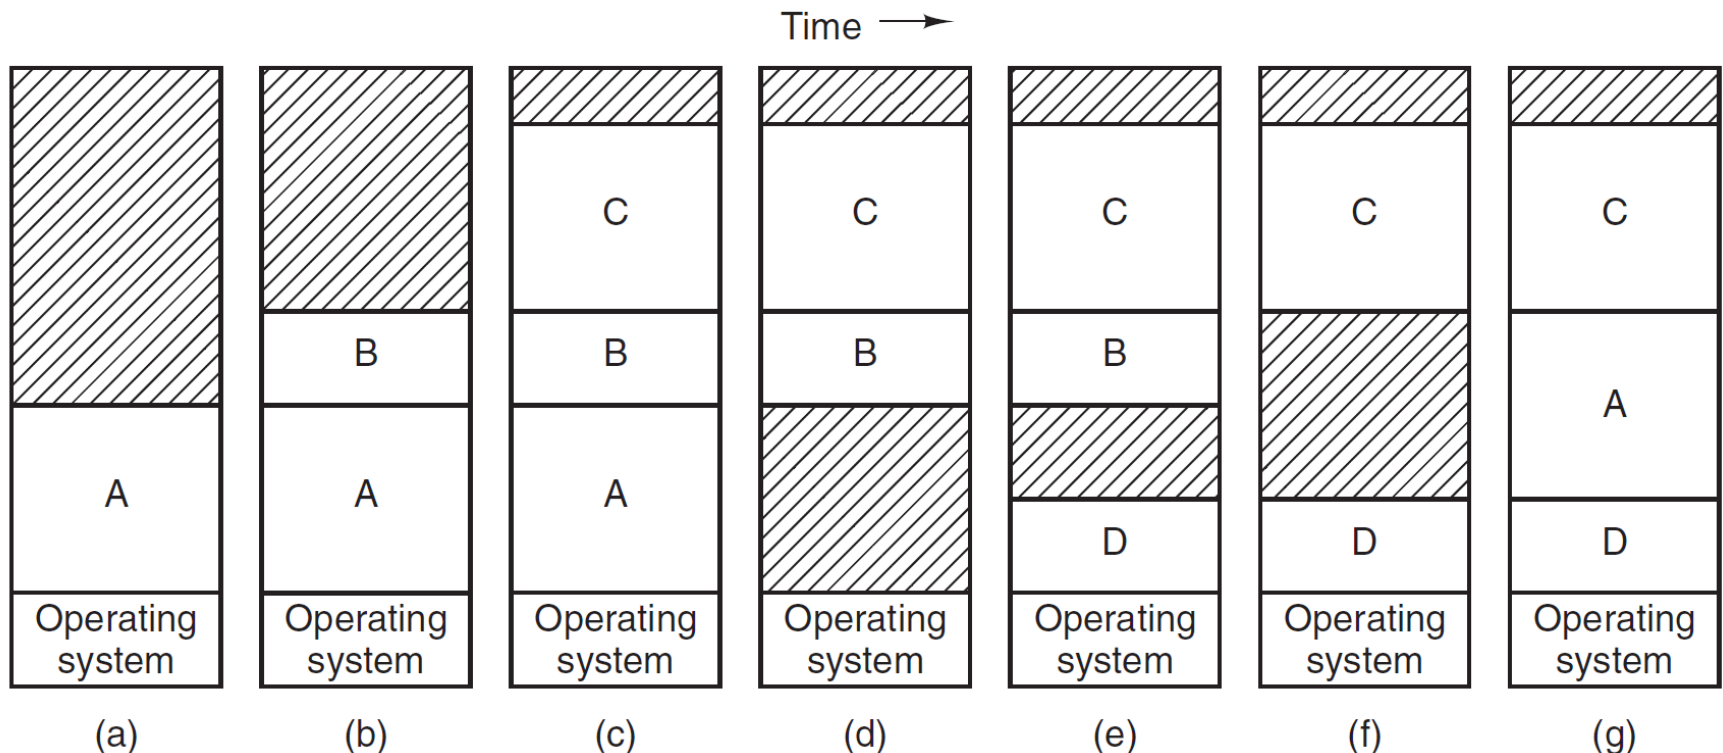 Time
C C C C C
B B B B
A
A A A
D D D
Operating system Operating system Operating system Operating system Operating system Operating system Operating system
(a) (b) (c) (d) (e) (f) (g)